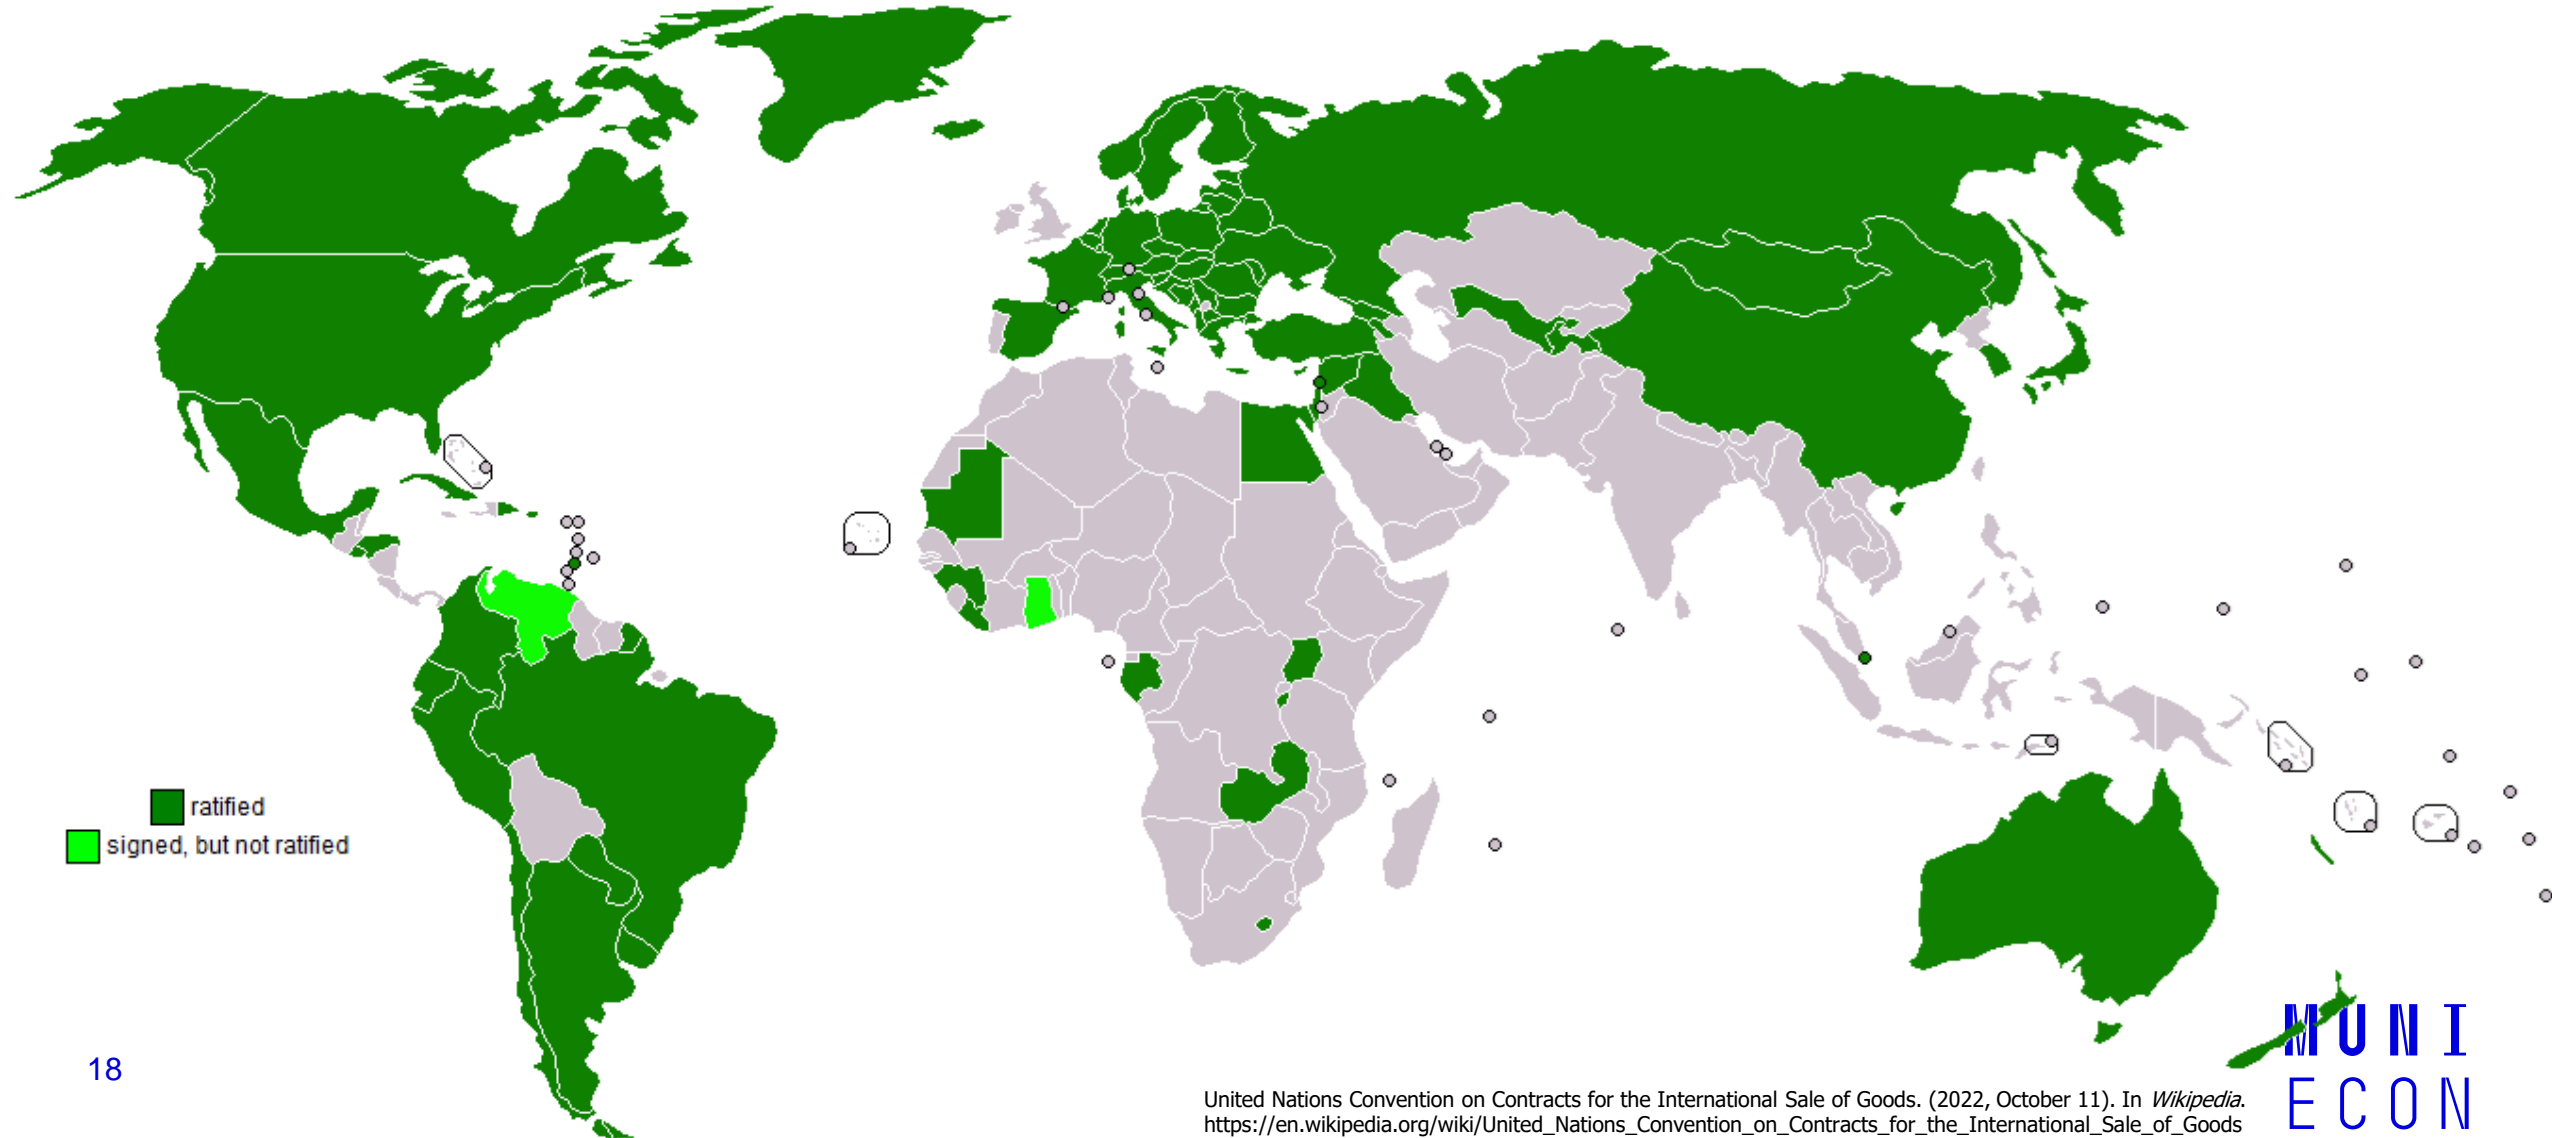 ratified
signed, but not ratified
18
United Nations Convention on Contracts for the International Sale of Goods. (2022, October 11). In Wikipedia.
https://en.wikipedia.org/wiki/United_Nations_Convention_on_Contracts_for_the_International_Sale_of_Goods
MUNI
ECON